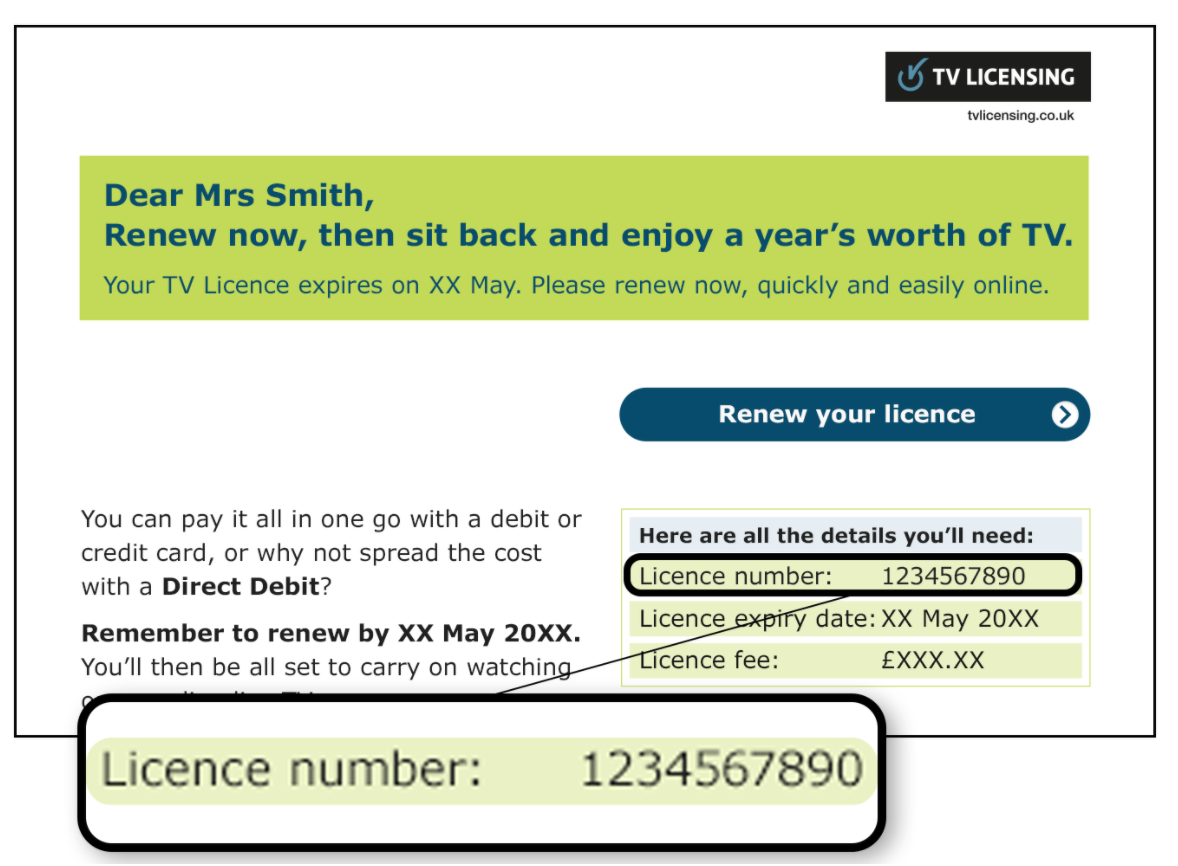 TV LICENSING
tvlicensing.co.uk
Dear Mrs Smith,
Renew now, then sit back and enjoy a year’s worth of TV.
Your TV Licence expires on XX May. Please renew now, quickly and easily online.
Renew your licence
You can pay it all in one go with a debit or
credit card, or why not spread the cost
with a Direct Debit?
Remember to renew by XX May 20XX.
You’ll then be all set to carry on watching
Here are all the details you’ll need:
Licence number: 1234567890
Licence expiry date: XX May 20XX
Licence fee: £XXX.XX
Licence number: 1234567890